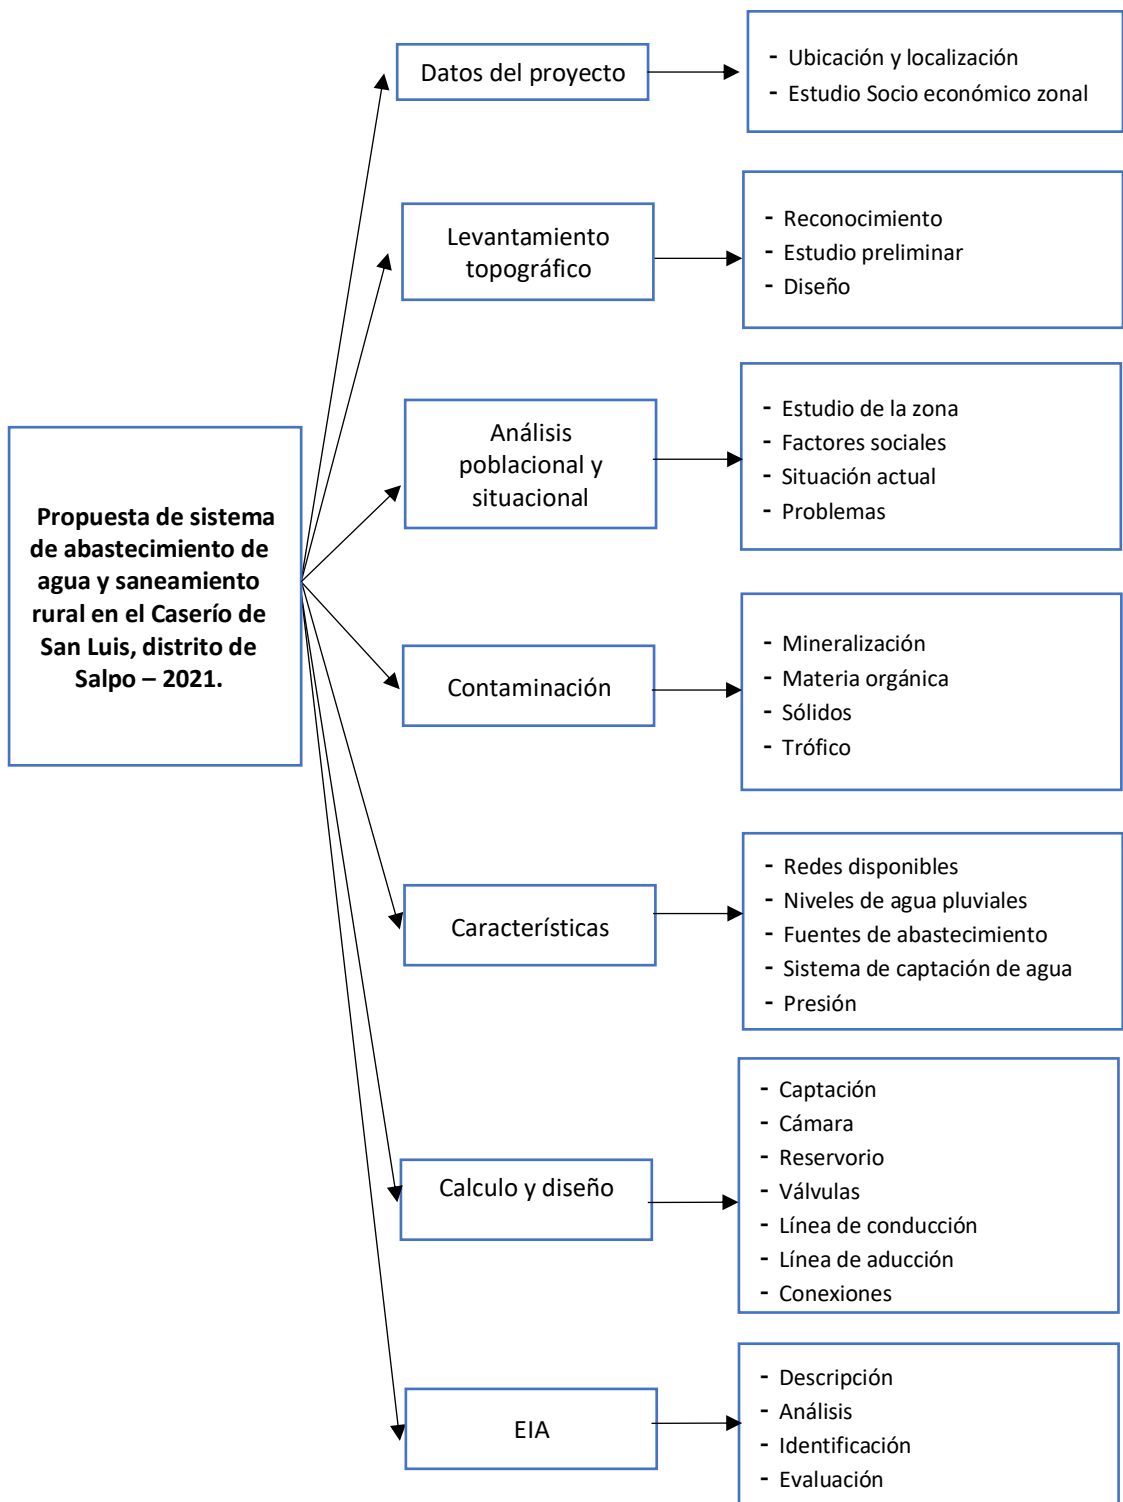 Propuesta de sistema
de abastecimiento de
agua y saneamiento
rural en el Caserío de
San Luis, distrito de
Salpo – 2021.
Datos del proyecto
- Ubicación y localización
- Estudio Socio económico zonal
Levantamiento
topográfico
- Reconocimiento
- Estudio preliminar
- Diseño
Análisis
poblacional y
situacional
- Estudio de la zona
- Factores sociales
- Situación actual
- Problemas
Contaminación
- Mineralización
- Materia orgánica
- Sólidos
- Trófico
Característícas
- Redes disponibles
- Niveles de agua pluviales
- Fuentes de abastecimiento
- Sistema de captación de agua
- Presión
Calculo y diseño
- Captación
- Cámara
- Reservorio
- Válvulas
- Línea de conducción
- Línea de aducción
- Conexiones
EIA
- Descripción
- Análisis
- Identificación
- Evaluación